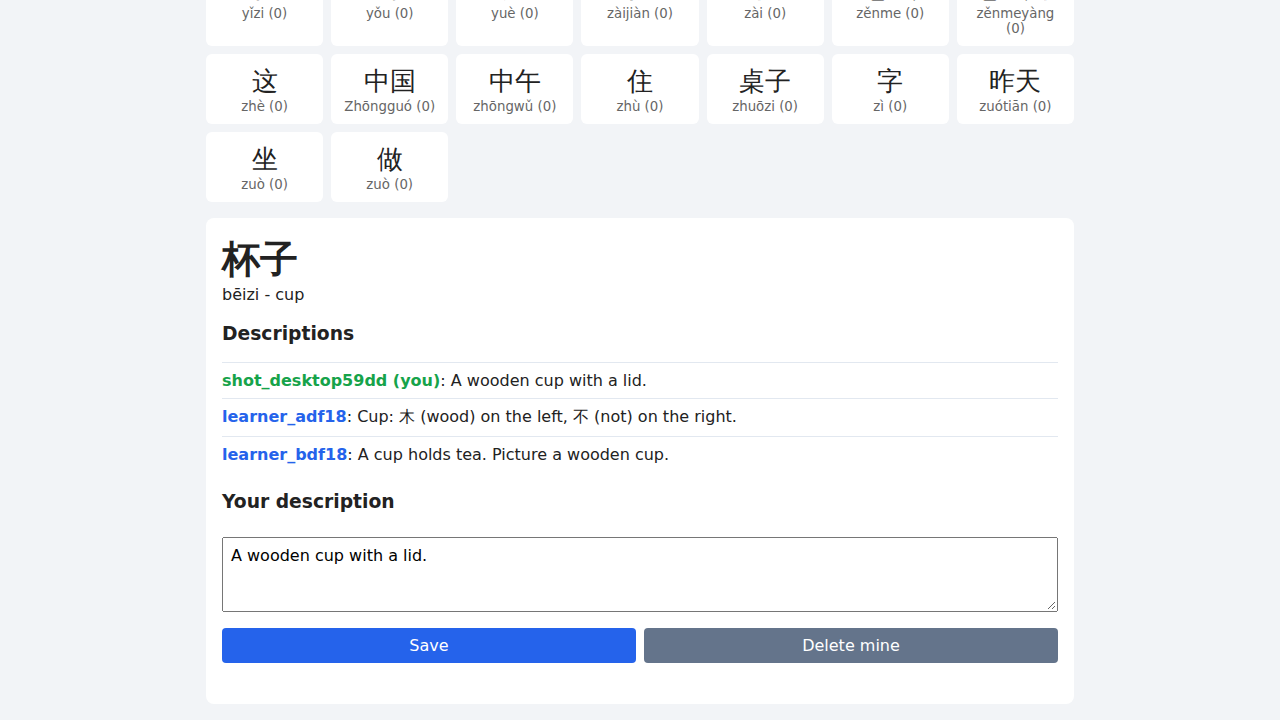 yǐzi (0) yǒu (0) yuè (0) zàijiàn (0) zài (0) zěnme (0) zěnmeyàng (0)
这 中国 中午 住 桌子 字 昨天
zhè (0) Zhōngguó (0) zhōngwǔ (0) zhù (0) zhuōzi (0) zì (0) zuótiān (0)
坐 做
zuò (0) zuò (0)
杯子
bēizi - cup
Descriptions
shot_desktop59dd (you): A wooden cup with a lid.
learner_adf18: Cup: 木 (wood) on the left, 不 (not) on the right.
learner_bdf18: A cup holds tea. Picture a wooden cup.
Your description
A wooden cup with a lid.
Save Delete mine